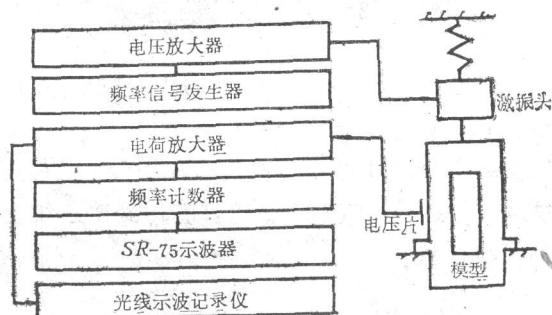 电压放大器
频率信号发生器
激振头
电荷放大器
频率计数器
电压片
SR-75示波器
模型
光线示波记录仪